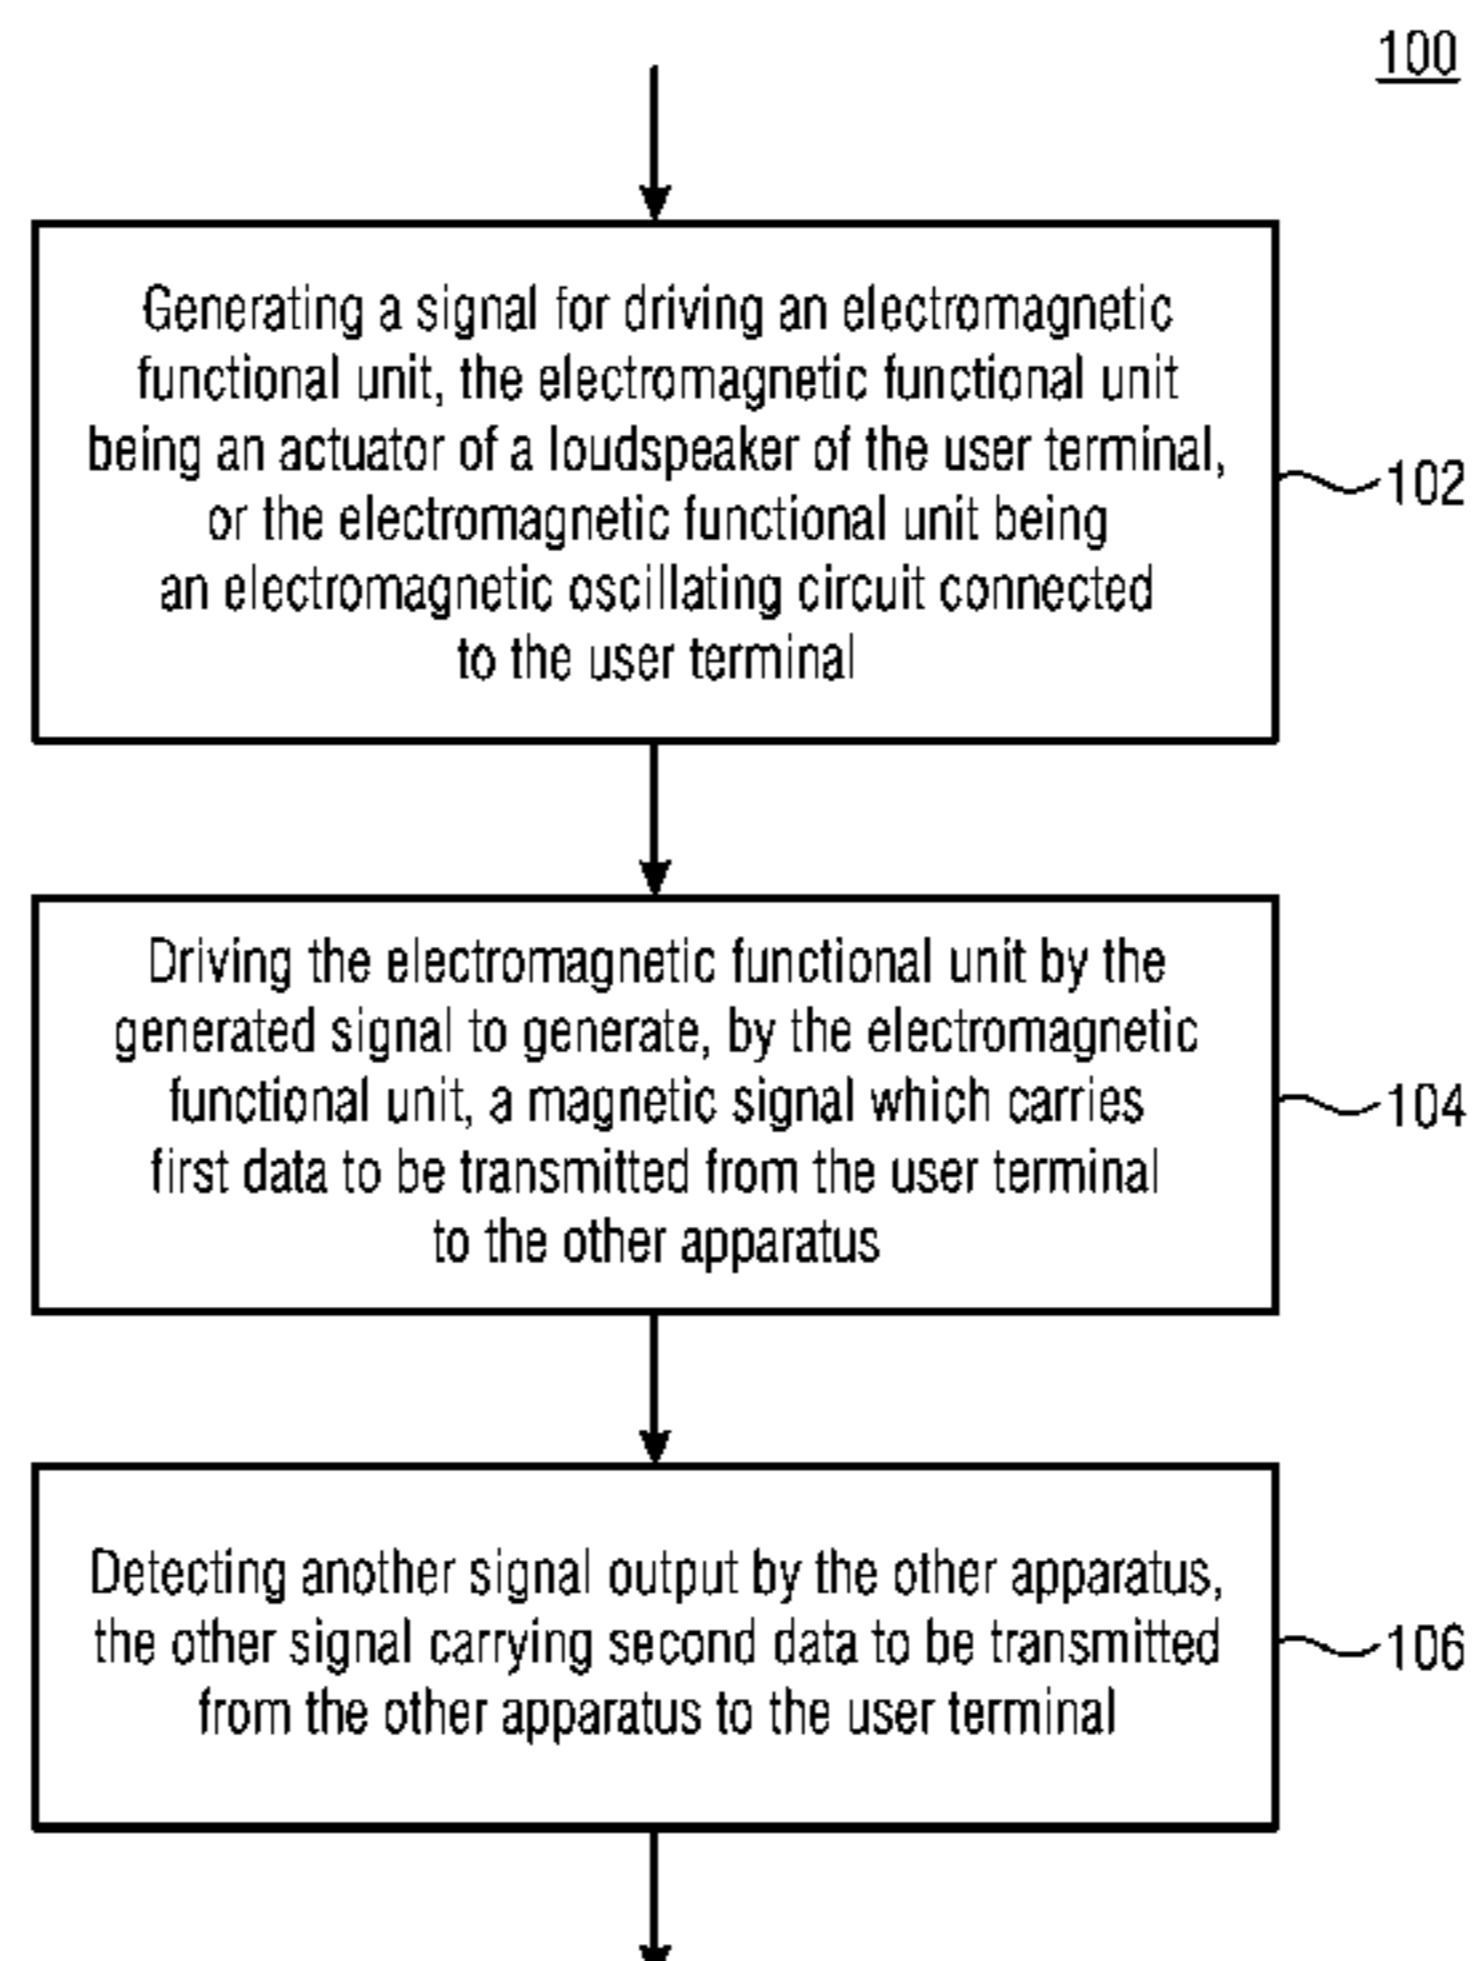 100
Generating a signal for driving an electromagnetic
functional unit, the electromagnetic functional unit
being an actuator of a loudspeaker of the user terminal,
or the electromagnetic functional unit being
an electromagnetic oscillating circuit connected
to the user terminal
102
Driving the electromagnetic functional unit by the
generated signal to generate, by the electromagnetic
functional unit, a magnetic signal which carries
first data to be transmitted from the user terminal
to the other apparatus
104
Detecting another signal output by the other apparatus,
the other signal carrying second data to be transmitted
from the other apparatus to the user terminal
106